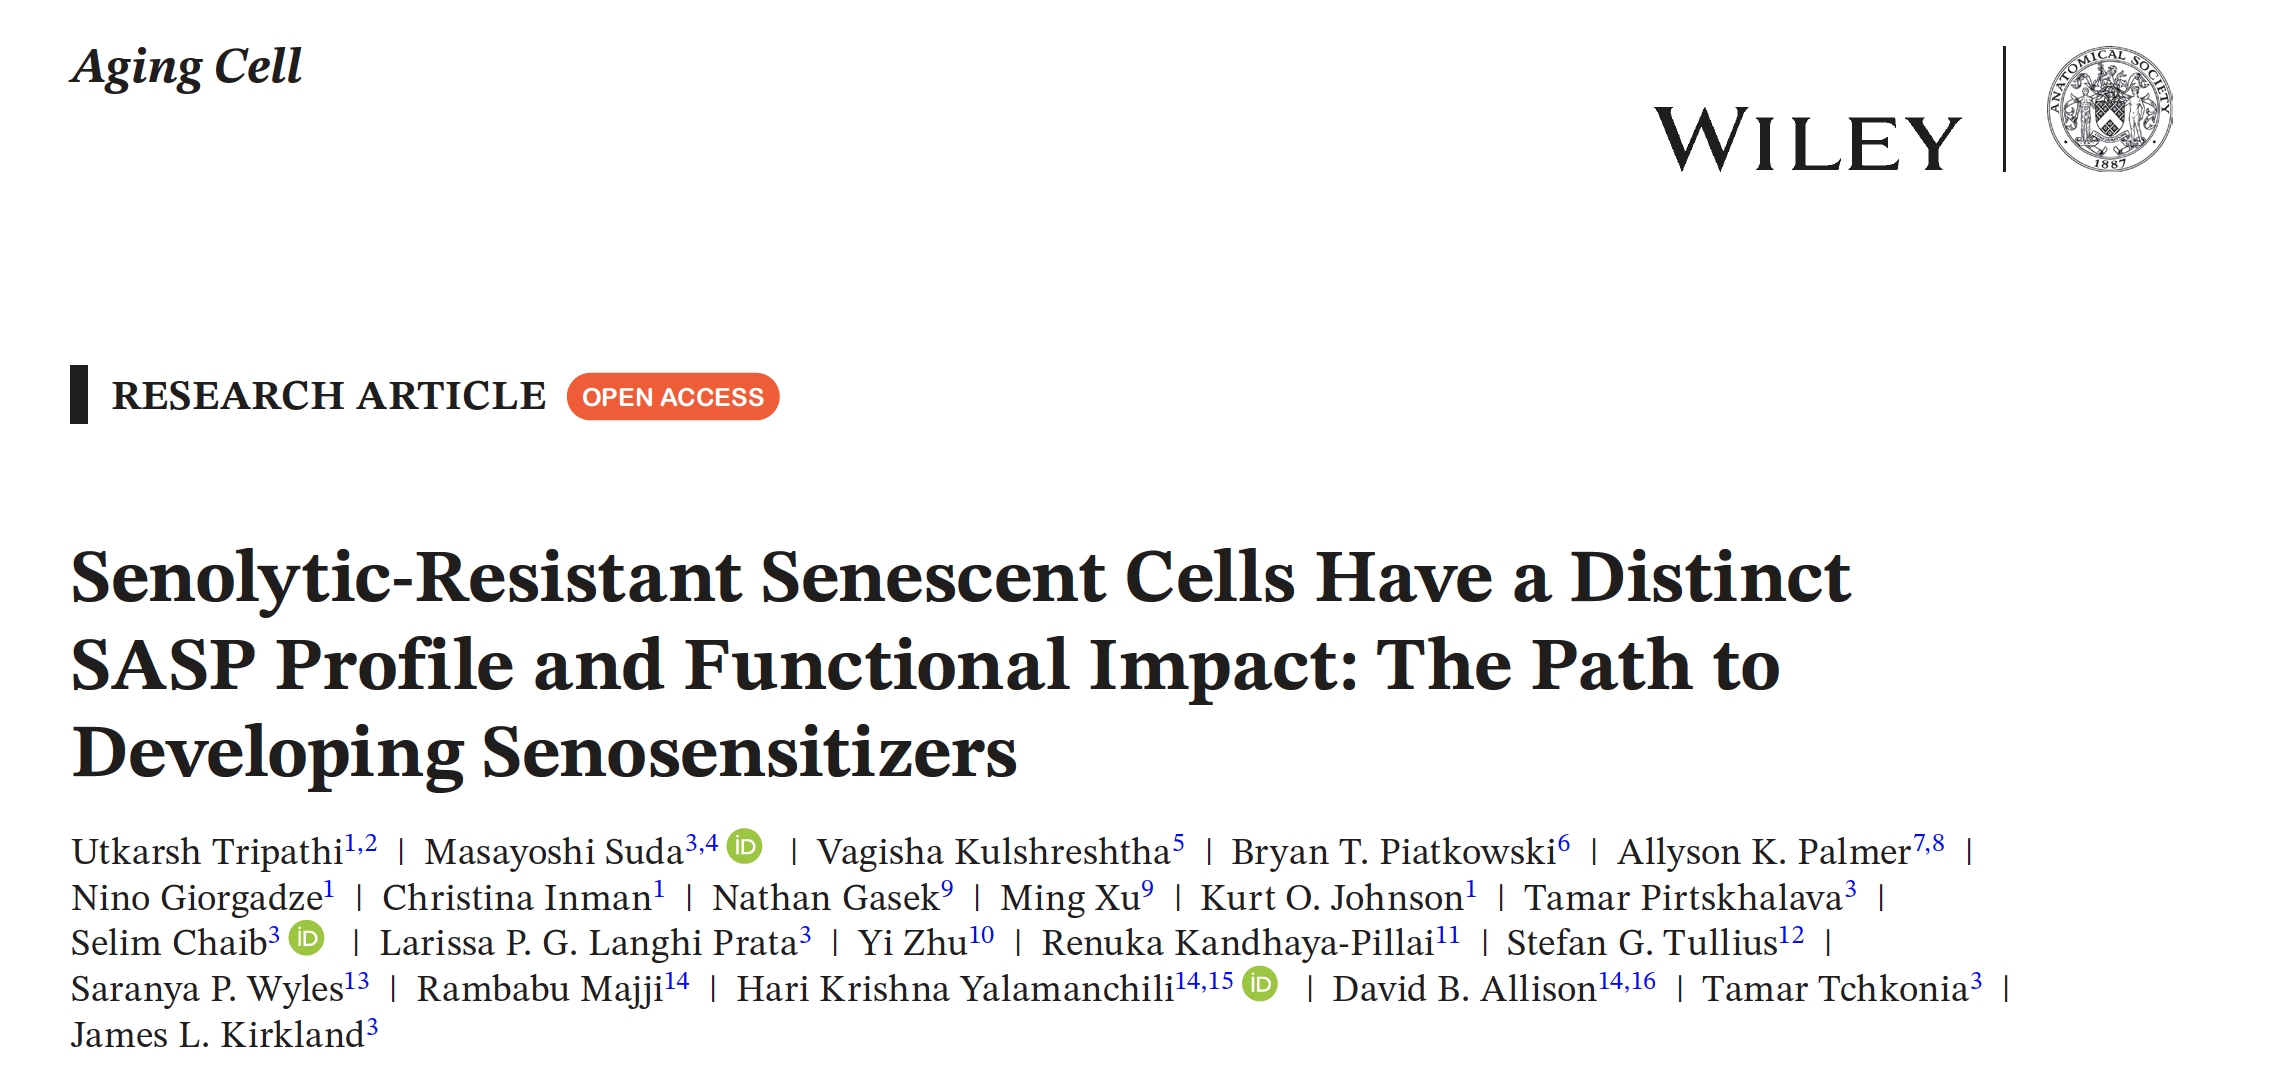 Aging Cell
WILEY
ANATOMICAL SOCIETY
1887
RESEARCH ARTICLE OPEN ACCESS
Senolytic-Resistant Senescent Cells Have a Distinct
SASP Profile and Functional Impact: The Path to
Developing Senosensitizers
Utkarsh Tripathi1,2 | Masayoshi Suda3,4 iD | Vagisha Kulshreshtha5 | Bryan T. Piatkowski6 | Allyson K. Palmer7,8 |
Nino Giorgadze1 | Christina Inman1 | Nathan Gasek9 | Ming Xu9 | Kurt O. Johnson1 | Tamar Pirtskhalava3 |
Selim Chaib3 iD | Larissa P. G. Langhi Prata3 | Yi Zhu10 | Renuka Kandhaya-Pillai11 | Stefan G. Tullius12 |
Saranya P. Wyles13 | Rambabu Majji14 | Hari Krishna Yalamanchili14,15 iD | David B. Allison14,16 | Tamar Tchkonia3 |
James L. Kirkland3